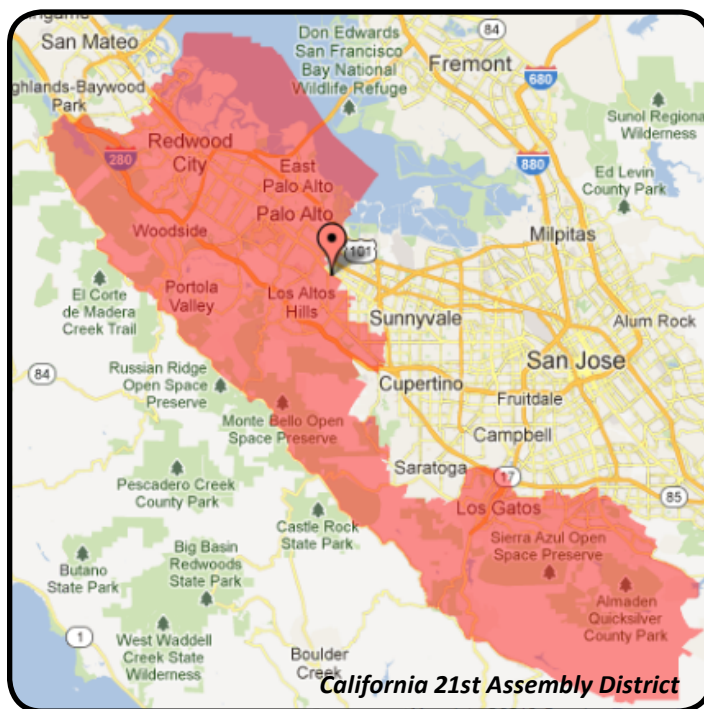 San Mateo
84
Don Edwards
San Francisco
Bay National
Wildlife Refuge
Fremont
680
Highlands-Baywood
Park
Sunol Regional
Wilderness
280
Redwood
City
880
East
Palo Alto
Ed Levin
County Park
Palo Alto
Woodside
101
Milpitas
El Corte
de Madera
Creek Trail
Portola
Valley
Los Altos
Hills
Sunnyvale
Alum Rock
San Jose
84
Russian Ridge
Open Space
Preserve
Cupertino
Fruitdale
Monte Bello Open
Space Preserve
Campbell
Saratoga
17
85
Pescadero Creek
County Park
Los Gatos
Castle Rock
State Park
Sierra Azul Open
Space Preserve
Butano
State Park
Big Basin
Redwoods
State Park
Almaden
Quicksilver
County Park
1
West Waddell
Creek State
Wilderness
Boulder
Creek
California 21st Assembly District